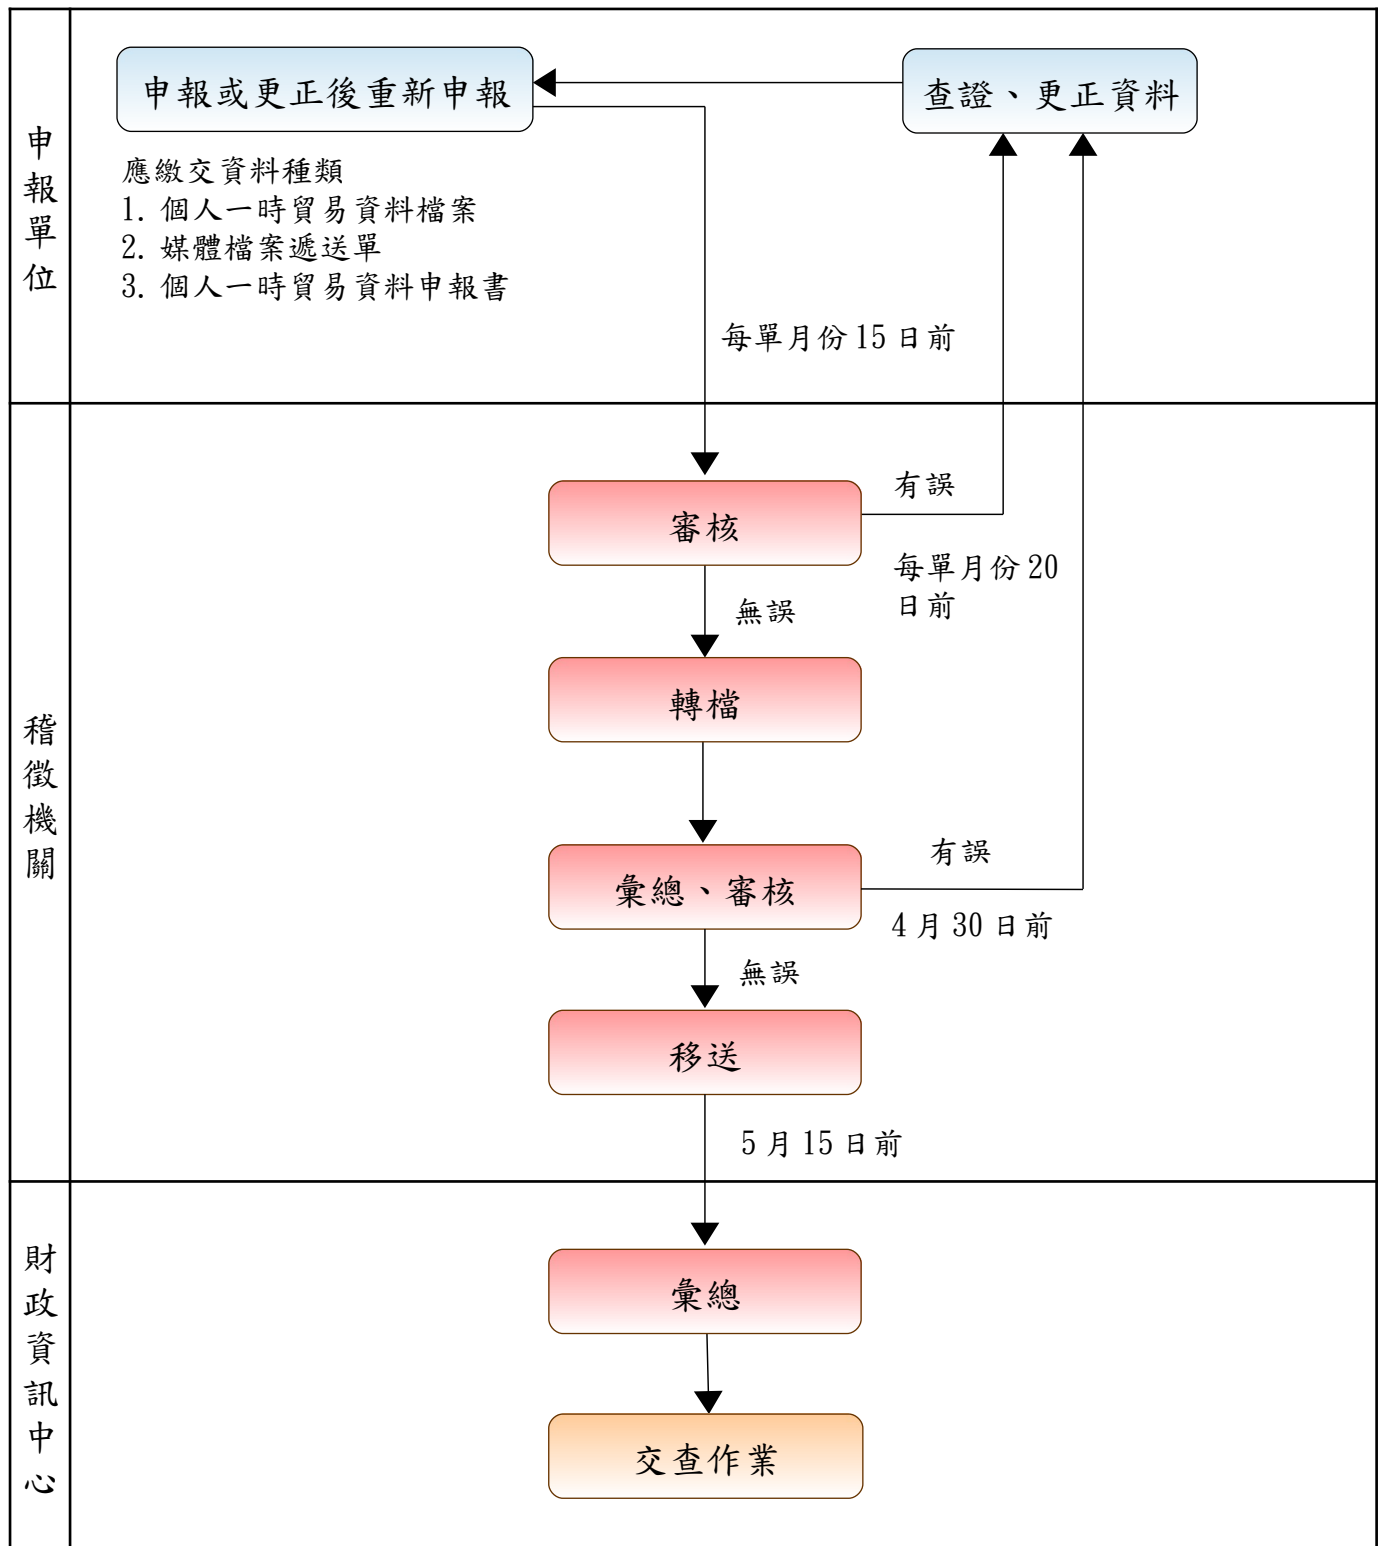 申報單位
申報或更正後重新申報
查證、更正資料
應繳交資料種類
1. 個人一時貿易資料檔案
2. 媒體檔案遞送單
3. 個人一時貿易資料申報書
每單月份15日前
稽徵機關
審核
有誤
每單月份20
日前
無誤
轉檔
彙總、審核
有誤
4月30日前
無誤
移送
5月15日前
財政資訊中心
彙總
交查作業